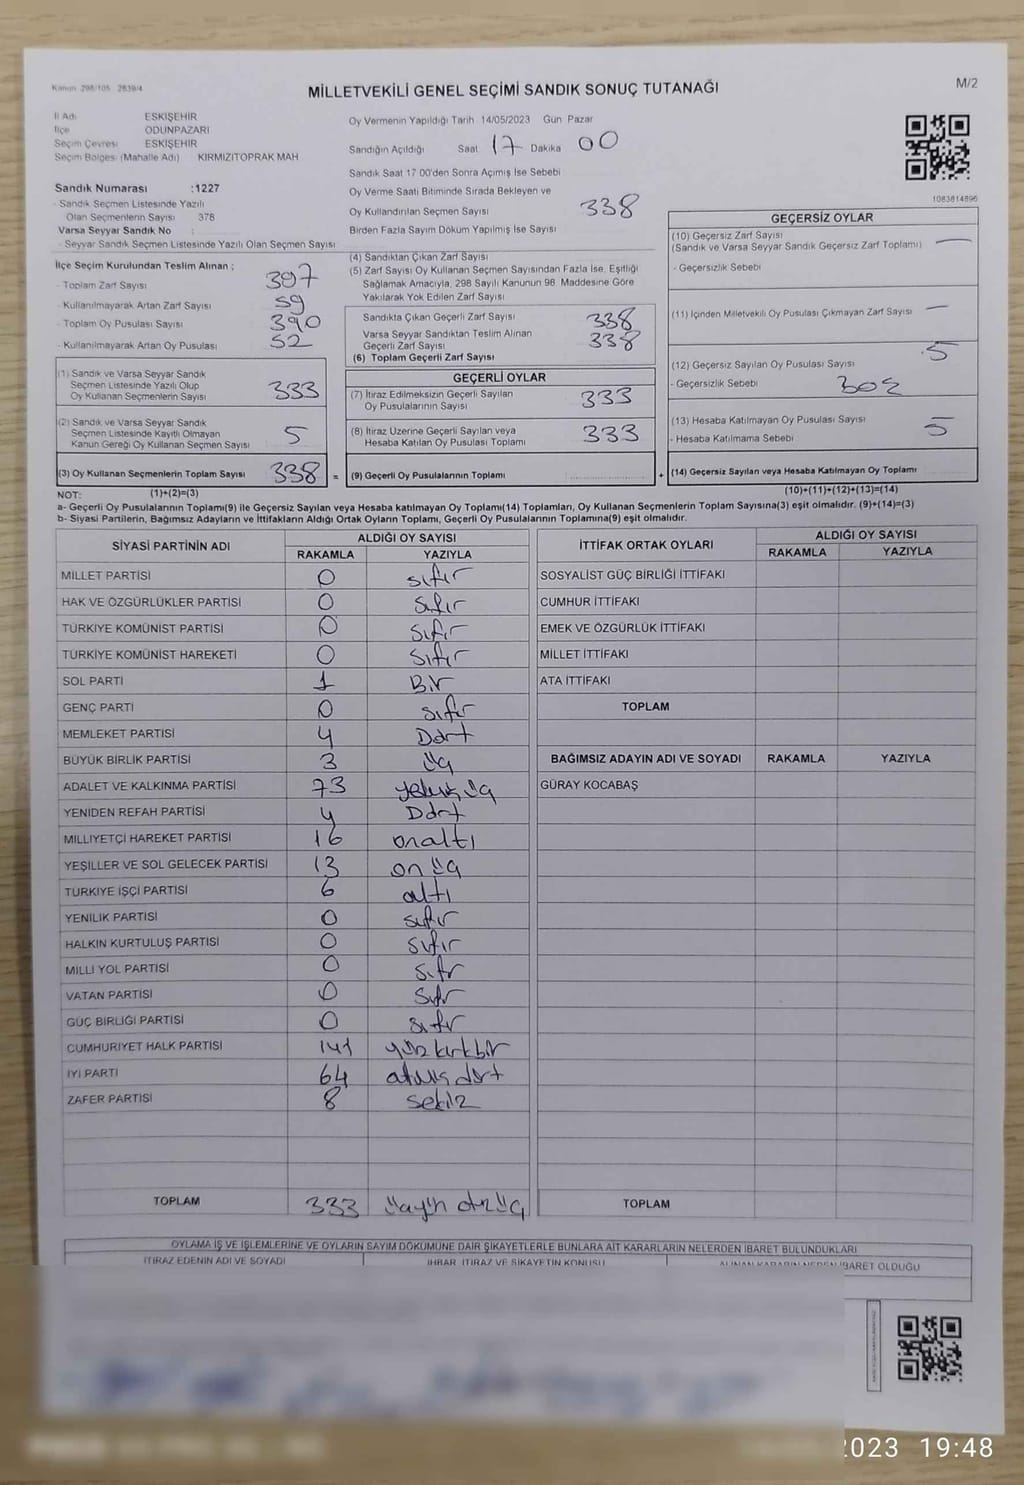 Kanun 298/105 2839/4
MİLLETVEKİLİ GENEL SEÇİMİ SANDIK SONUÇ TUTANAĞI
M/2
İl Adı ESKİŞEHİR
İlçe ODUNPAZARI
Seçim Çevresi ESKİŞEHİR
Seçim Bölgesi (Mahalle Adı) KIRMIZITOPRAK MAH
Sandık Numarası :1227
- Sandık Seçmen Listesinde Yazılı
Olan Seçmenlerin Sayısı 378
Varsa Seyyar Sandık No :
- Seyyar Sandık Seçmen Listesinde Yazılı Olan Seçmen Sayısı
Oy Vermenin Yapıldığı Tarih 14/05/2023 Gün Pazar
Sandığın Açıldığı Saat 17 Dakika 00
Sandık Saat 17 00'den Sonra Açımış İse Sebebi
Oy Verme Saati Bitiminde Sırada Bekleyen ve
Oy Kullandırılan Seçmen Sayısı 338
Birden Fazla Sayım Döküm Yapılmış İse Sayısı
1083814896
İlçe Seçim Kurulundan Teslim Alınan ;
- Toplam Zarf Sayısı 397
- Kullanılmayarak Artan Zarf Sayısı 59
- Toplam Oy Pusulası Sayısı 390
- Kullanılmayarak Artan Oy Pusulası 52
(4) Sandıktan Çıkan Zarf Sayısı
(5) Zarf Sayısı Oy Kullanan Seçmen Sayısından Fazla İse, Eşitliği
Sağlamak Amacıyla, 298 Sayılı Kanunun 98. Maddesine Göre
Yakılarak Yok Edilen Zarf Sayısı
Sandıkta Çıkan Geçerli Zarf Sayısı 338
Varsa Seyyar Sandıktan Teslim Alınan
Geçerli Zarf Sayısı 338
(6) Toplam Geçerli Zarf Sayısı
GEÇERSİZ OYLAR
(10) Geçersiz Zarf Sayısı
(Sandık ve Varsa Seyyar Sandık Geçersiz Zarf Toplamı) —
- Geçersizlik Sebebi
(11) İçinden Milletvekili Oy Pusulası Çıkmayan Zarf Sayısı —
(12) Geçersiz Sayılan Oy Pusulası Sayısı 5
- Geçersizlik Sebebi
(13) Hesaba Katılmayan Oy Pusulası Sayısı 5
- Hesaba Katılmama Sebebi
(14) Geçersiz Sayılan veya Hesaba Katılmayan Oy Toplamı
(10)+(11)+(12)+(13)=(14)
(1) Sandık ve Varsa Seyyar Sandık
Seçmen Listesinde Yazılı Olup
Oy Kullanan Seçmenlerin Sayısı 333
(2) Sandık ve Varsa Seyyar Sandık
Seçmen Listesinde Kayıtlı Olmayan
Kanun Gereği Oy Kullanan Seçmen Sayısı 5
(3) Oy Kullanan Seçmenlerin Toplam Sayısı 338 =
GEÇERLİ OYLAR
(7) İtiraz Edilmeksizin Geçerli Sayılan
Oy Pusulalarının Sayısı 333
(8) İtiraz Üzerine Geçerli Sayılan veya
Hesaba Katılan Oy Pusulası Toplamı 333
(9) Geçerli Oy Pusulalarının Toplamı +
NOT: (1)+(2)=(3)
a- Geçerli Oy Pusulalarının Toplamı(9) ile Geçersiz Sayılan veya Hesaba katılmayan Oy Toplamı(14) Toplamları, Oy Kullanan Seçmenlerin Toplam Sayısına(3) eşit olmalıdır. (9)+(14)=(3)
b- Siyasi Partilerin, Bağımsız Adayların ve İttifakların Aldığı Ortak Oyların Toplamı, Geçerli Oy Pusulalarının Toplamına(9) eşit olmalıdır.
SİYASİ PARTİNİN ADI ALDIĞI OY SAYISI
RAKAMLA YAZIYLA
MİLLET PARTİSİ 0 sıfır
HAK VE ÖZGÜRLÜKLER PARTİSİ 0 sıfır
TÜRKİYE KOMÜNİST PARTİSİ 0 sıfır
TÜRKİYE KOMÜNİST HAREKETİ 0 sıfır
SOL PARTİ 1 Bir
GENÇ PARTİ 0 sıfır
MEMLEKET PARTİSİ 4 Dört
BÜYÜK BİRLİK PARTİSİ 3 üç
ADALET VE KALKINMA PARTİSİ 73 yetmiş üç
YENİDEN REFAH PARTİSİ 4 Dört
MİLLİYETÇİ HAREKET PARTİSİ 16 onaltı
YEŞİLLER VE SOL GELECEK PARTİSİ 13 on üç
TÜRKİYE İŞÇİ PARTİSİ 6 altı
YENİLİK PARTİSİ 0 sıfır
HALKIN KURTULUŞ PARTİSİ 0 sıfır
MİLLİ YOL PARTİSİ 0 sıfır
VATAN PARTİSİ 0 sıfır
GÜÇ BİRLİĞİ PARTİSİ 0 sıfır
CUMHURİYET HALK PARTİSİ 141 yüz kırk bir
İYİ PARTİ 64 atmış dört
ZAFER PARTİSİ 8 sekiz
TOPLAM 333 üçyüz otuz üç
İTTİFAK ORTAK OYLARI ALDIĞI OY SAYISI
RAKAMLA YAZIYLA
SOSYALİST GÜÇ BİRLİĞİ İTTİFAKI
CUMHUR İTTİFAKI
EMEK VE ÖZGÜRLÜK İTTİFAKI
MİLLET İTTİFAKI
ATA İTTİFAKI
TOPLAM
BAĞIMSIZ ADAYIN ADI VE SOYADI RAKAMLA YAZIYLA
GÜRAY KOCABAŞ
TOPLAM
OYLAMA İŞ VE İŞLEMLERİNE VE OYLARIN SAYIM DÖKÜMÜNE DAİR ŞİKAYETLERLE BUNLARA AİT KARARLARIN NELERDEN İBARET BULUNDUKLARI
İTİRAZ EDENİN ADI VE SOYADI İHBAR, İTİRAZ VE ŞİKAYETİN KONUSU ALINAN KARARIN NEDEN İBARET OLDUĞU
2023 19:48